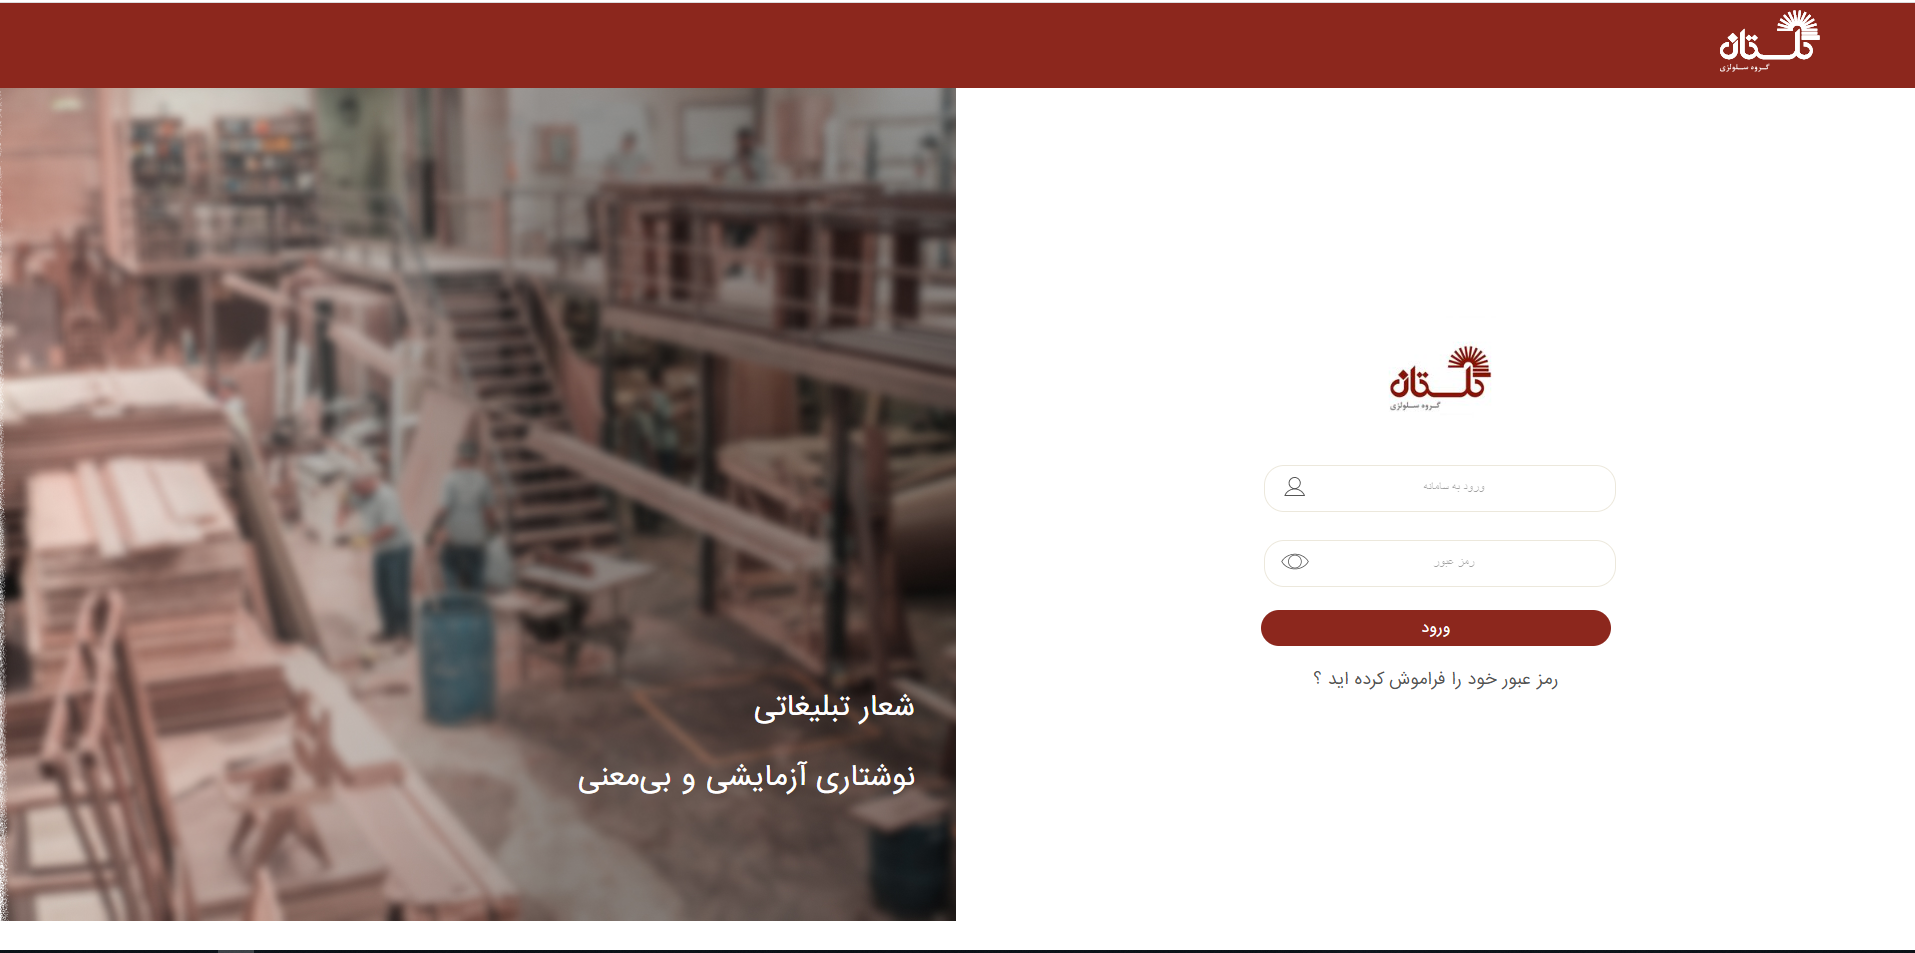 گلستان
گروه سلولزی
گلستان
گروه سلولزی
ورود به سامانه
رمز عبور
ورود
رمز عبور خود را فراموش کرده اید ؟
شعار تبلیغاتی
نوشتاری آزمایشی و بی‌معنی